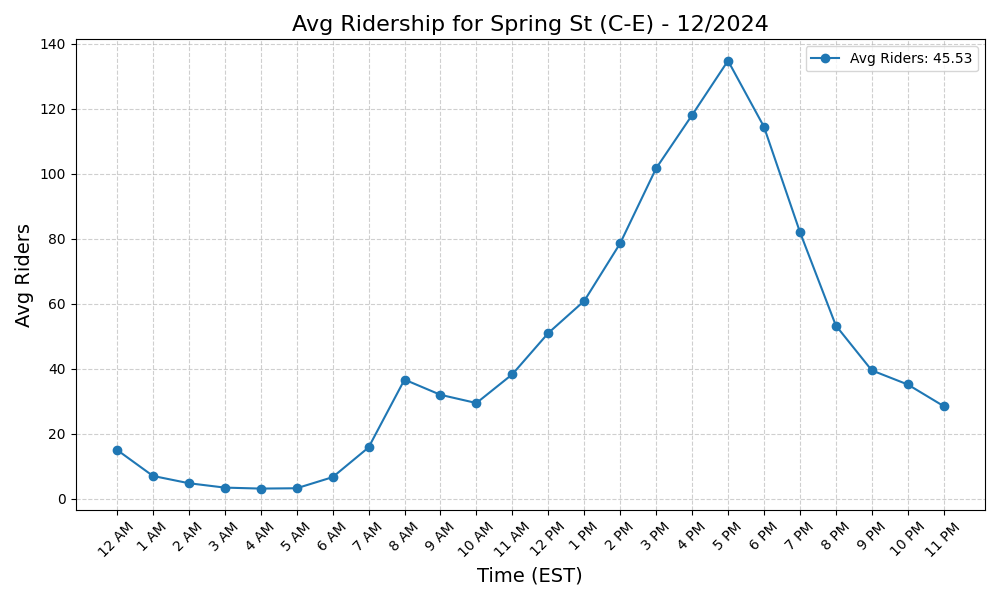 Avg Ridership for Spring St (C-E) - 12/2024
Avg Riders: 45.53
Avg Riders
140
120
100
80
60
40
20
0
12 AM
1 AM
2 AM
3 AM
4 AM
5 AM
6 AM
7 AM
8 AM
9 AM
10 AM
11 AM
12 PM
1 PM
2 PM
3 PM
4 PM
5 PM
6 PM
7 PM
8 PM
9 PM
10 PM
11 PM
Time (EST)